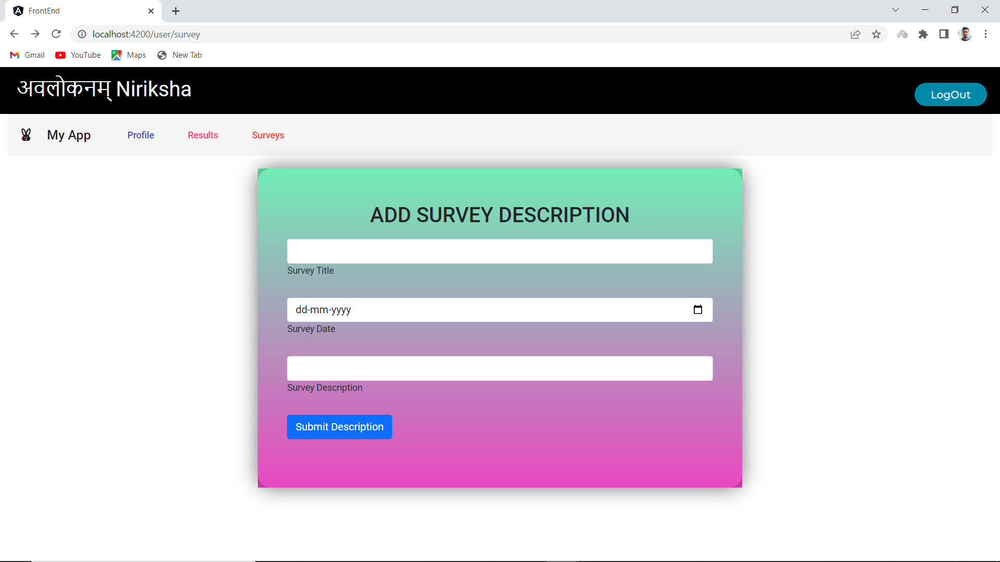 FrontEnd
localhost:4200/user/survey
Gmail YouTube Maps New Tab
अवलोकनम् Niriksha
LogOut
My App Profile Results Surveys
ADD SURVEY DESCRIPTION
Survey Title
dd-mm-yyyy
Survey Date
Survey Description
Submit Description